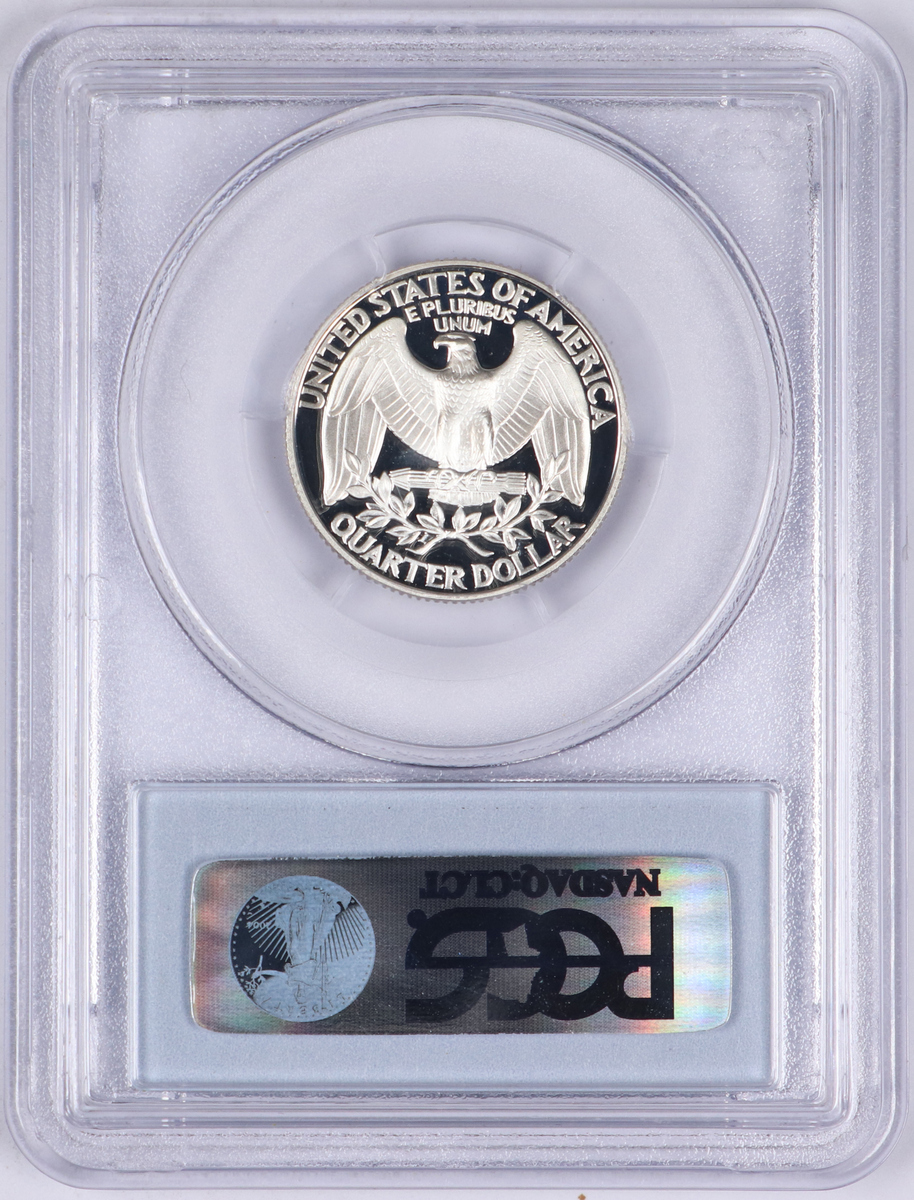 UNITED STATES OF AMERICA
E PLURIBUS
UNUM
QUARTER DOLLAR
NASDAQ:CLCT
PCGS.